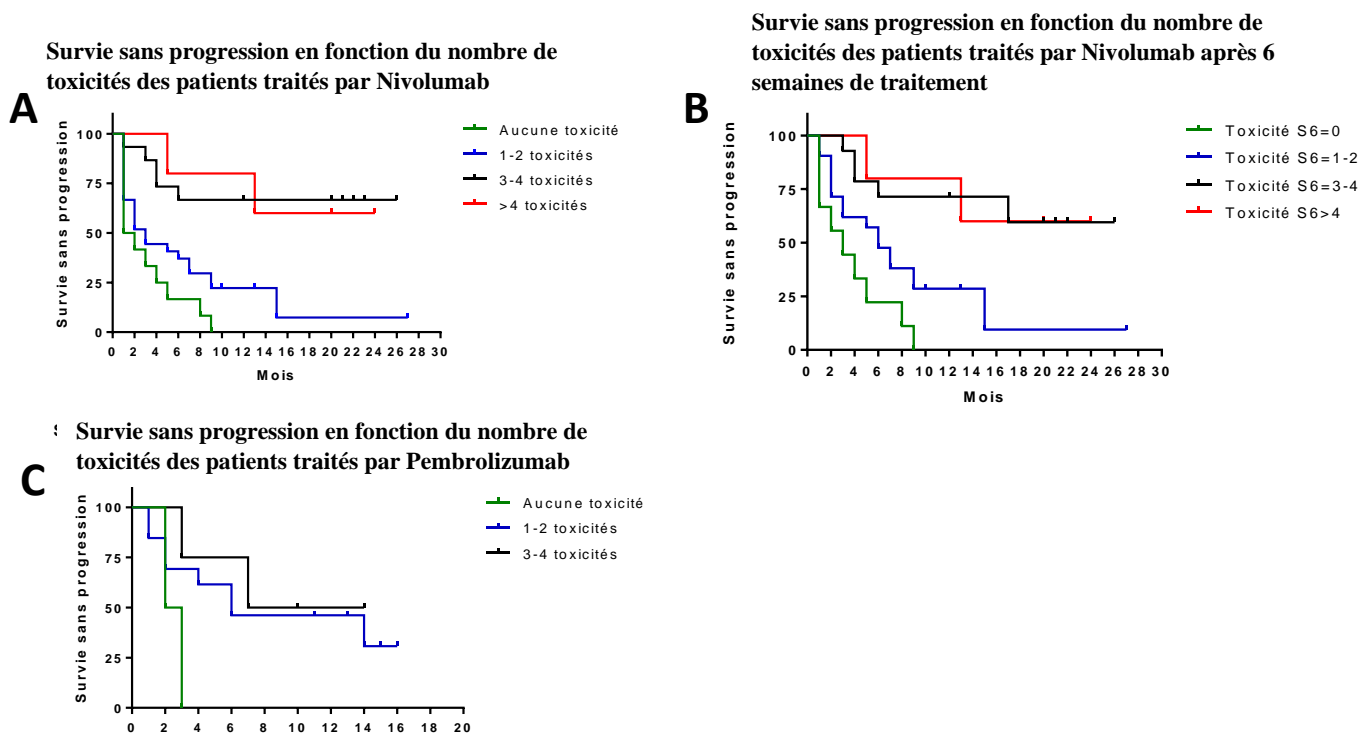 Survie sans progression en fonction du nombre de
toxicités des patients traités par Nivolumab
A
Survie sans progression
100
75
50
25
0
0 2 4 6 8 10 12 14 16 18 20 22 24 26 28 30
Mois
Aucune toxicité
1-2 toxicités
3-4 toxicités
>4 toxicités
Survie sans progression en fonction du nombre de
toxicités des patients traités par Nivolumab après 6
semaines de traitement
B
Survie sans progression
100
75
50
25
0
0 2 4 6 8 10 12 14 16 18 20 22 24 26 28 30
Mois
Toxicité S6=0
Toxicité S6=1-2
Toxicité S6=3-4
Toxicité S6>4
Survie sans progression en fonction du nombre de
toxicités des patients traités par Pembrolizumab
C
Survie sans progression
100
75
50
25
0
0 2 4 6 8 10 12 14 16 18 20
Aucune toxicité
1-2 toxicités
3-4 toxicités